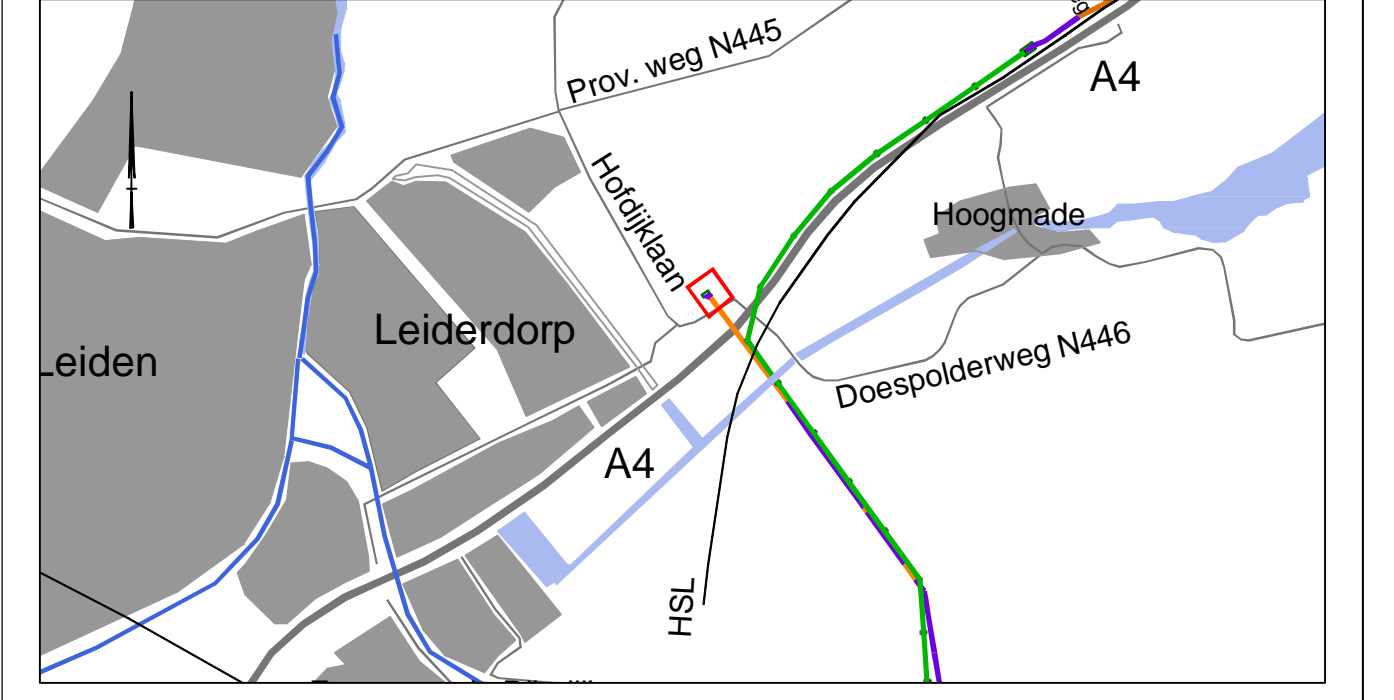 Prov. weg N445
A4
Hofdijklaan
Hoogmade
Leiderdorp
Leiden
Doespolderweg N446
A4
HSL